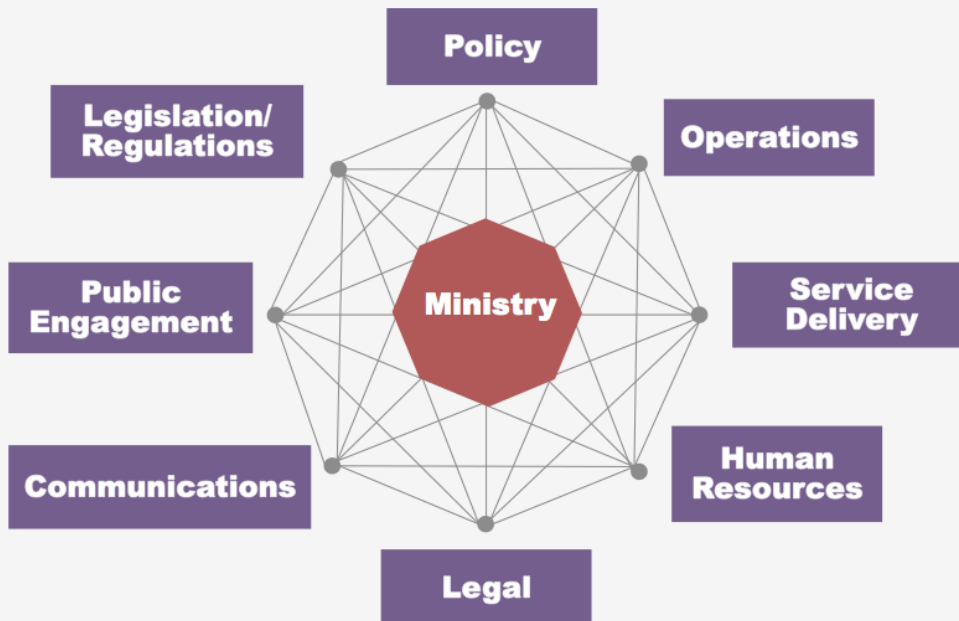 Policy
Legislation/
Regulations
Operations
Public
Engagement
Ministry
Service
Delivery
Communications
Human
Resources
Legal